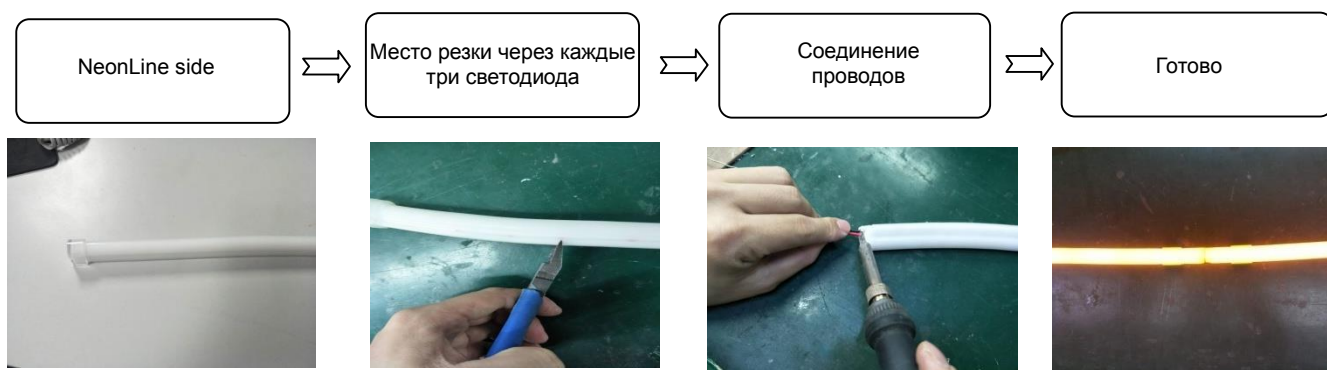 NeonLine side
Место резки через каждые
три светодиода
Соединение
проводов
Готово